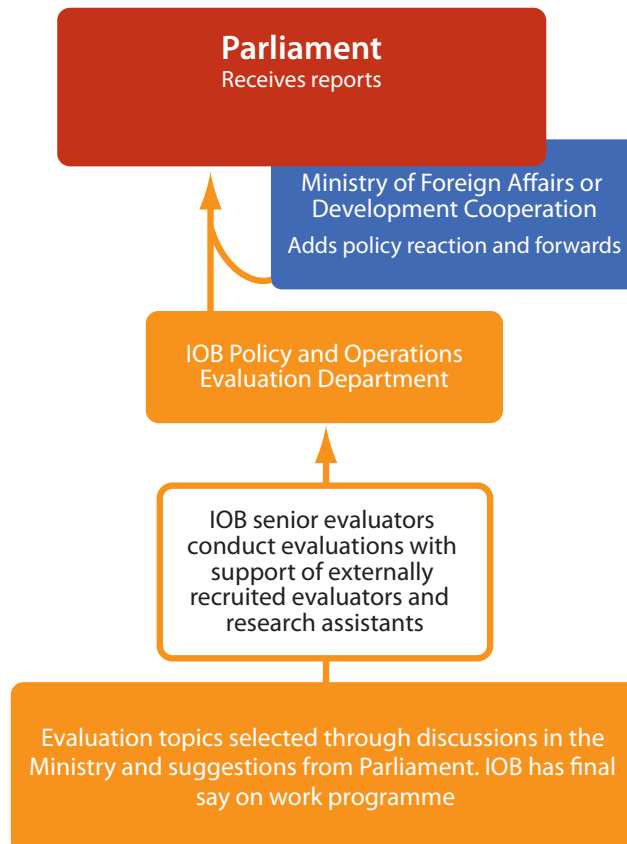 Parliament
Receives reports
Ministry of Foreign Affairs or
Development Cooperation
Adds policy reaction and forwards
IOB Policy and Operations
Evaluation Department
IOB senior evaluators
conduct evaluations with
support of externally
recruited evaluators and
research assistants
Evaluation topics selected through discussions in the
Ministry and suggestions from Parliament. IOB has final
say on work programme